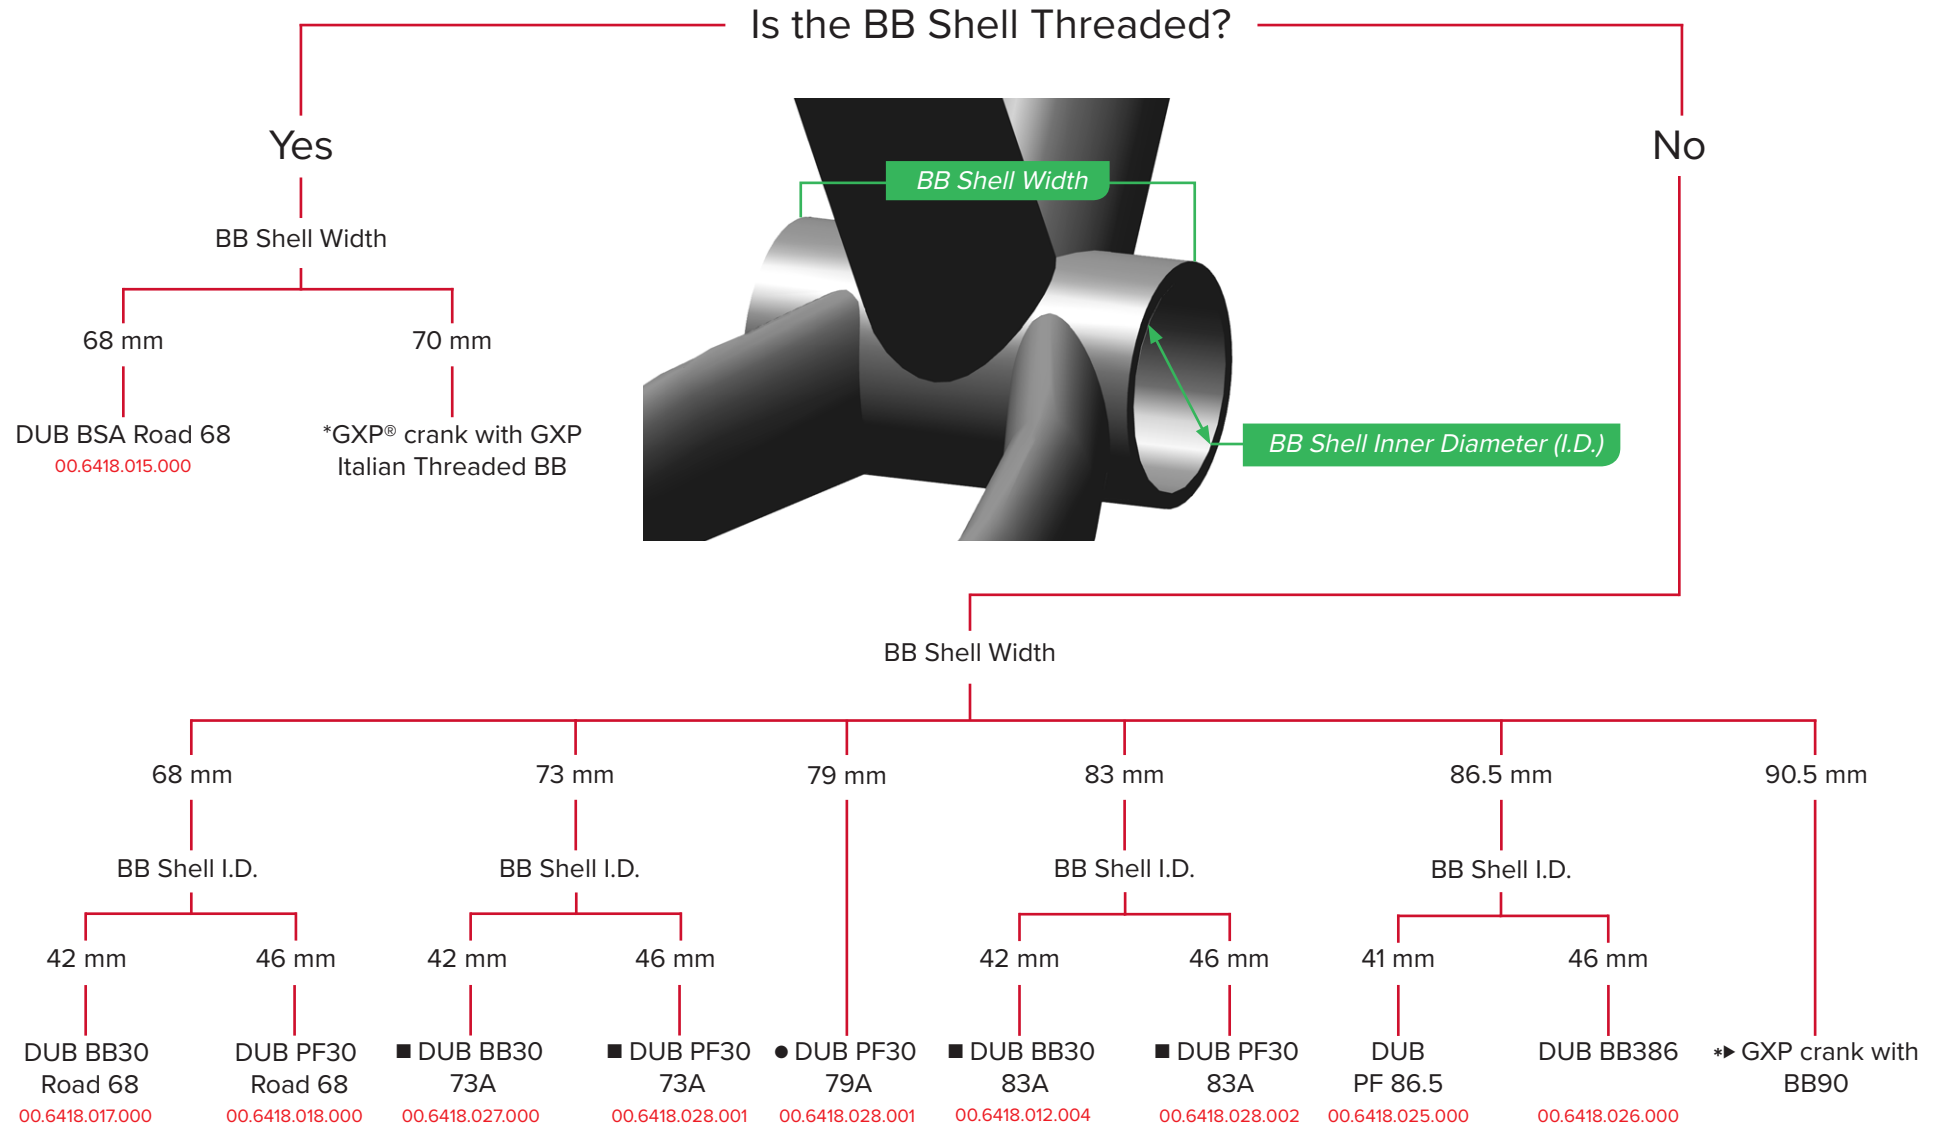 Is the BB Shell Threaded?
Yes
No
BB Shell Width
BB Shell Width
68 mm
70 mm
DUB BSA Road 68
00.6418.015.000
*GXP® crank with GXP
Italian Threaded BB
BB Shell Inner Diameter (I.D.)
BB Shell Width
68 mm
73 mm
79 mm
83 mm
86.5 mm
90.5 mm
BB Shell I.D.
BB Shell I.D.
BB Shell I.D.
BB Shell I.D.
42 mm
46 mm
42 mm
46 mm
42 mm
46 mm
41 mm
46 mm
DUB BB30
Road 68
00.6418.017.000
DUB PF30
Road 68
00.6418.018.000
■ DUB BB30
73A
00.6418.027.000
■ DUB PF30
73A
00.6418.028.001
● DUB PF30
79A
00.6418.028.001
■ DUB BB30
83A
00.6418.012.004
■ DUB PF30
83A
00.6418.028.002
DUB
PF 86.5
00.6418.025.000
DUB BB386
00.6418.026.000
*▶ GXP crank with
BB90